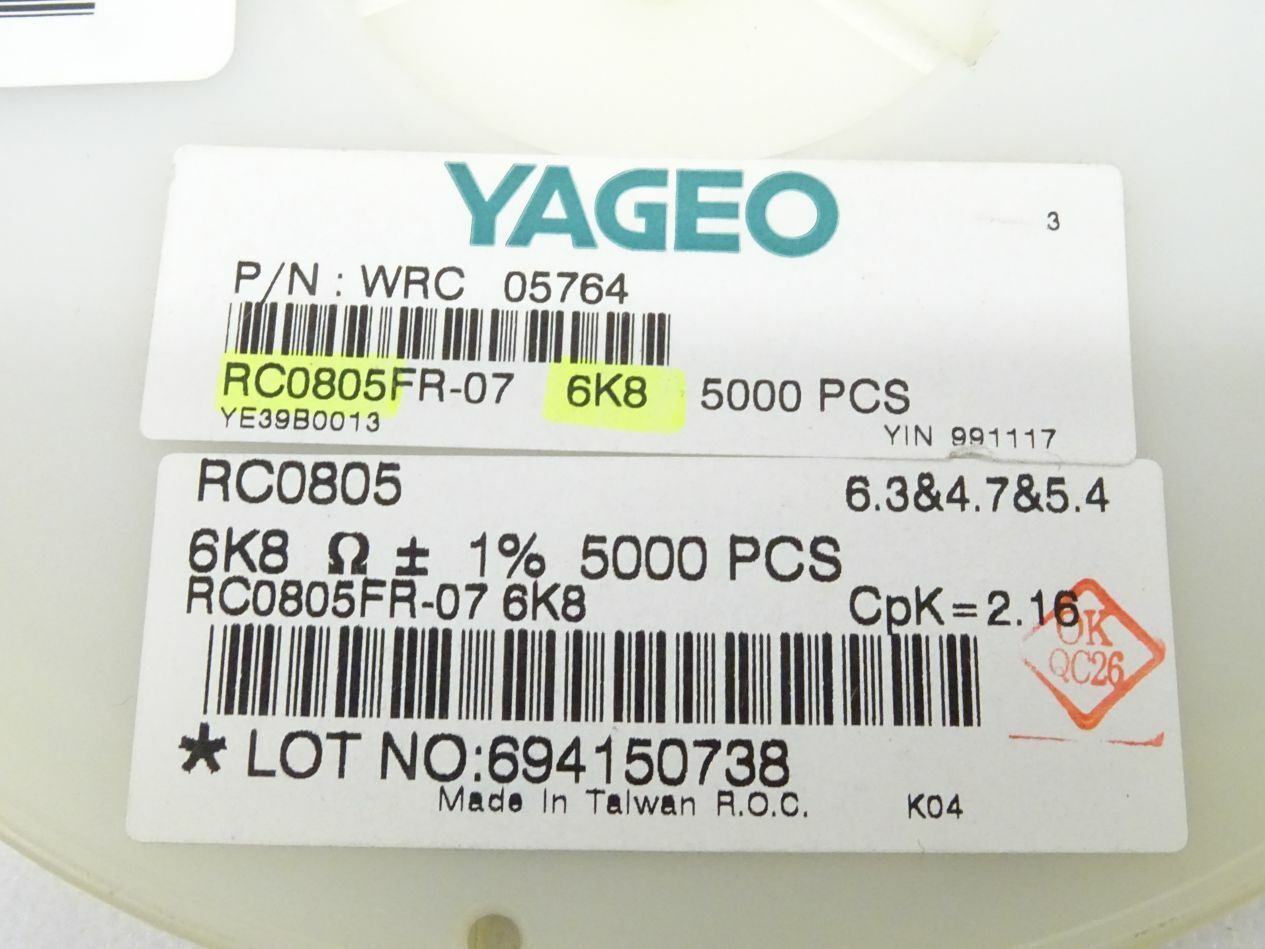 YAGEO
3
P/N : WRC 05764
RC0805FR-07 6K8 5000 PCS
YE39B0013
YIN 991117
RC0805 6.3&4.7&5.4
6K8 Ω ± 1% 5000 PCS
RC0805FR-07 6K8 CpK=2.16
OK
QC26
* LOT NO:694150738
Made In Taiwan R.O.C. K04